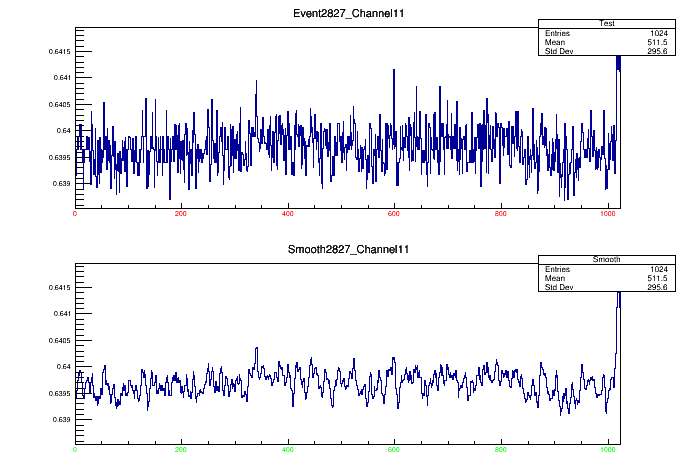 Event2827_Channel11
Test
Entries 1024
Mean 511.5
Std Dev 295.6
0.6415
0.641
0.6405
0.64
0.6395
0.639
0 200 400 600 800 1000
Smooth2827_Channel11
Smooth
Entries 1024
Mean 511.5
Std Dev 295.6
0.6415
0.641
0.6405
0.64
0.6395
0.639
0 200 400 600 800 1000